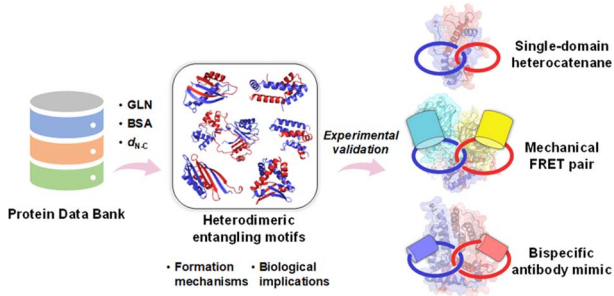 • GLN
• BSA
• dN-C
Protein Data Bank
Heterodimeric
entangling motifs
• Formation
mechanisms
• Biological
implications
Experimental
validation
Single-domain
heterocatenane
Mechanical
FRET pair
Bispecific
antibody mimic